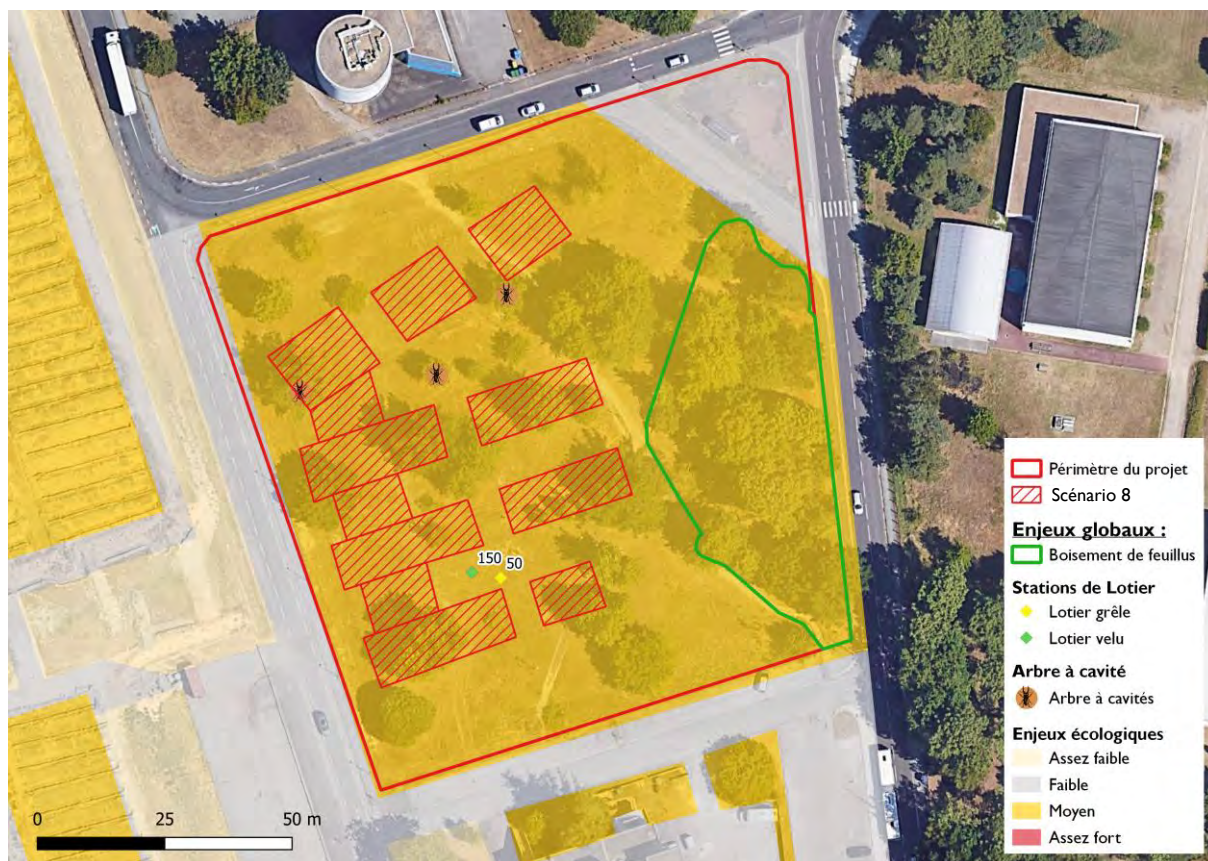 150
50
Périmètre du projet
Scénario 8
Enjeux globaux :
Boisement de feuillus
Stations de Lotier
Lotier grêle
Lotier velu
Arbre à cavité
Arbre à cavités
Enjeux écologiques
Assez faible
Faible
Moyen
Assez fort
0 25 50 m